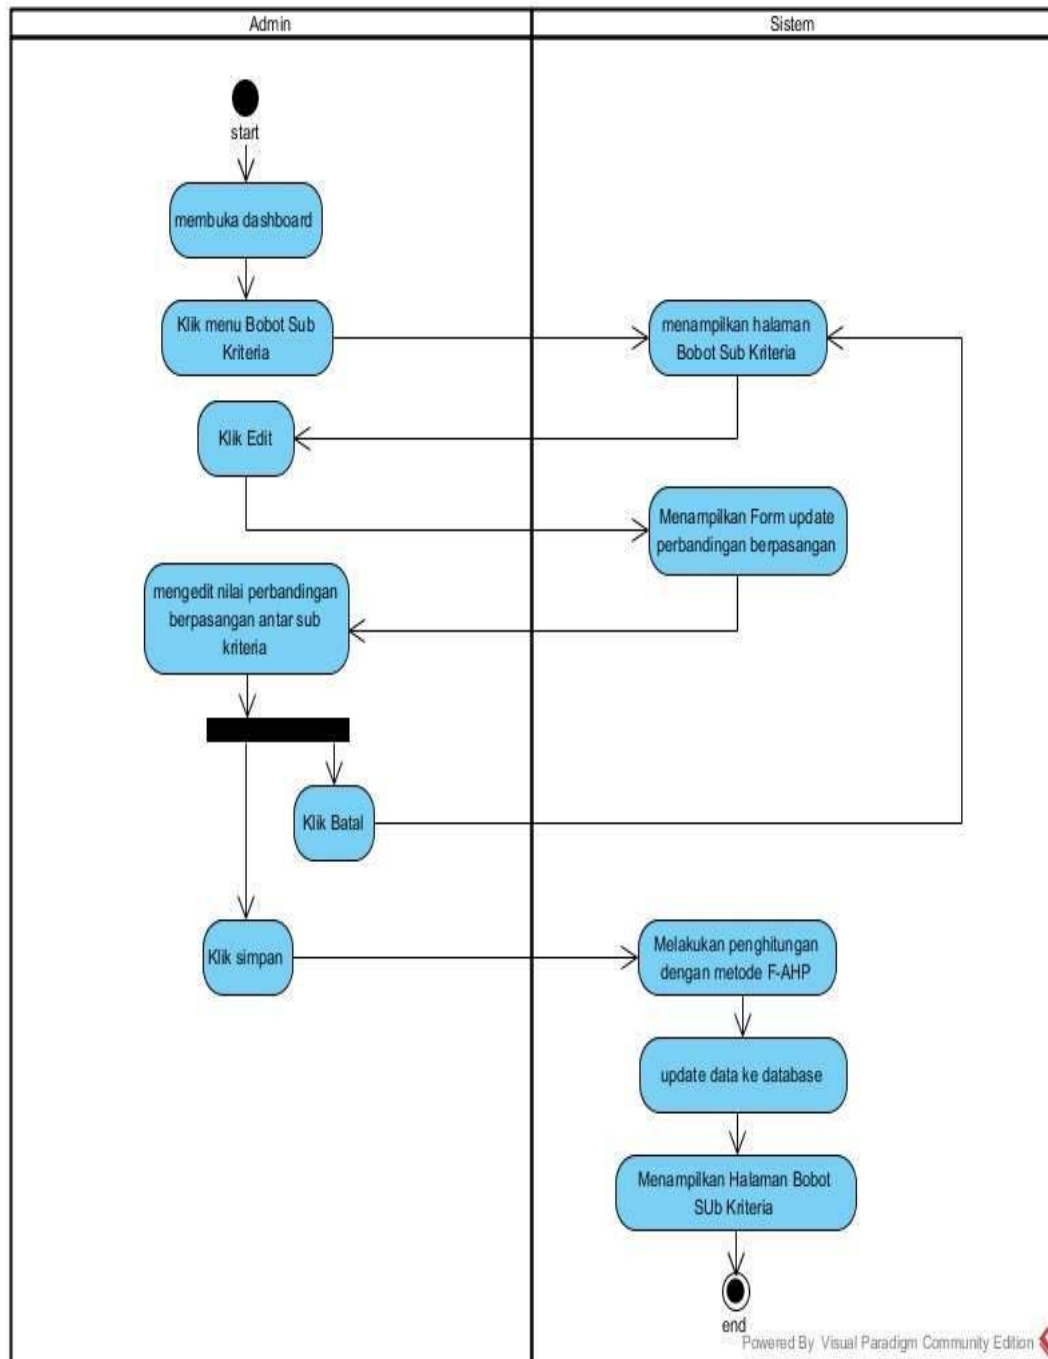 Admin
Sistem
start
membuka dashboard
Klik menu Bobot Sub
Kriteria
menampilkan halaman
Bobot Sub Kriteria
Klik Edit
Menampilkan Form update
perbandingan berpasangan
mengedit nilai perbandingan
berpasangan antar sub
kriteria
Klik Batal
Klik simpan
Melakukan penghitungan
dengan metode F-AHP
update data ke database
Menampilkan Halaman Bobot
SUb Kriteria
end
Powered By Visual Paradigm Community Edition